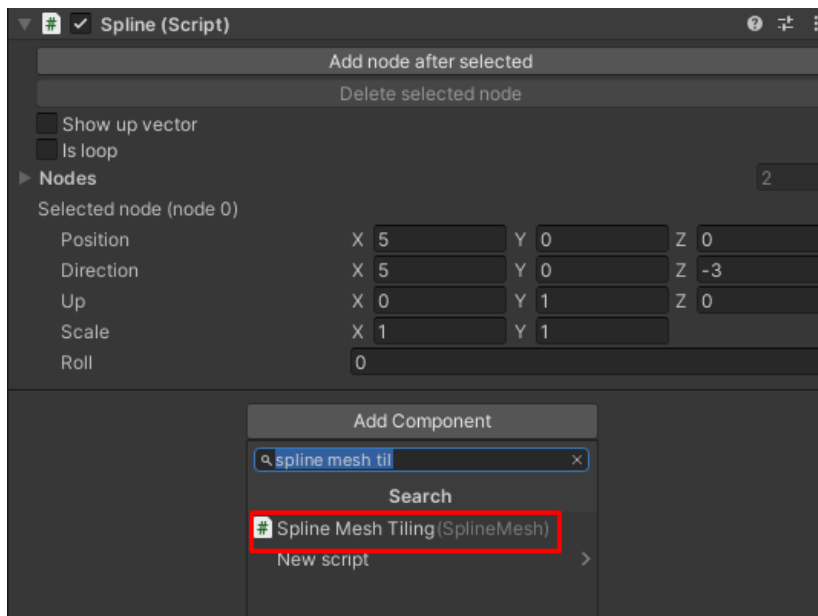 # Spline (Script)
Add node after selected
Delete selected node
Show up vector
Is loop
Nodes 2
Selected node (node 0)
Position X 5 Y 0 Z 0
Direction X 5 Y 0 Z -3
Up X 0 Y 1 Z 0
Scale X 1 Y 1
Roll 0
Add Component
spline mesh til
Search
# Spline Mesh Tiling(SplineMesh)
New script